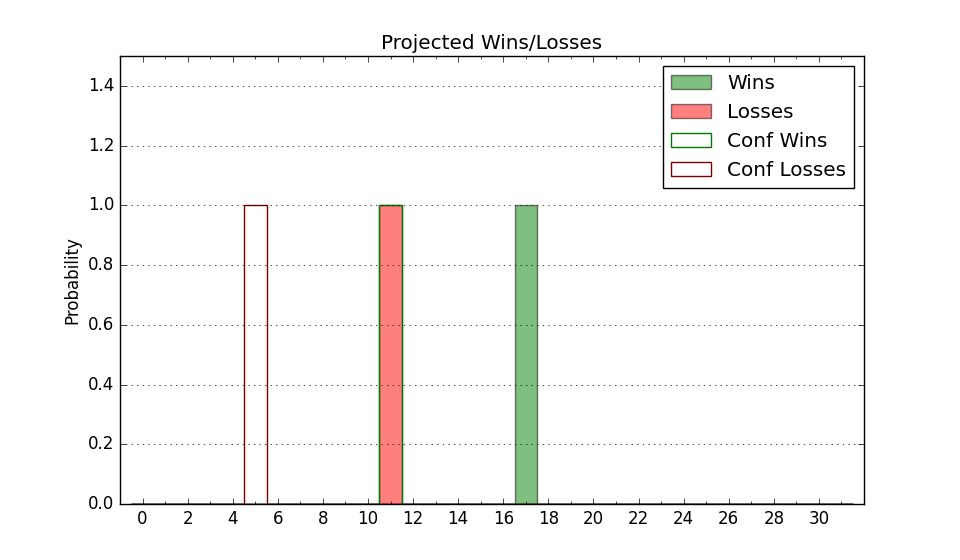 Projected Wins/Losses
Wins
Losses
Conf Wins
Conf Losses
Probability
1.4
1.2
1.0
0.8
0.6
0.4
0.2
0.0
0 2 4 6 8 10 12 14 16 18 20 22 24 26 28 30